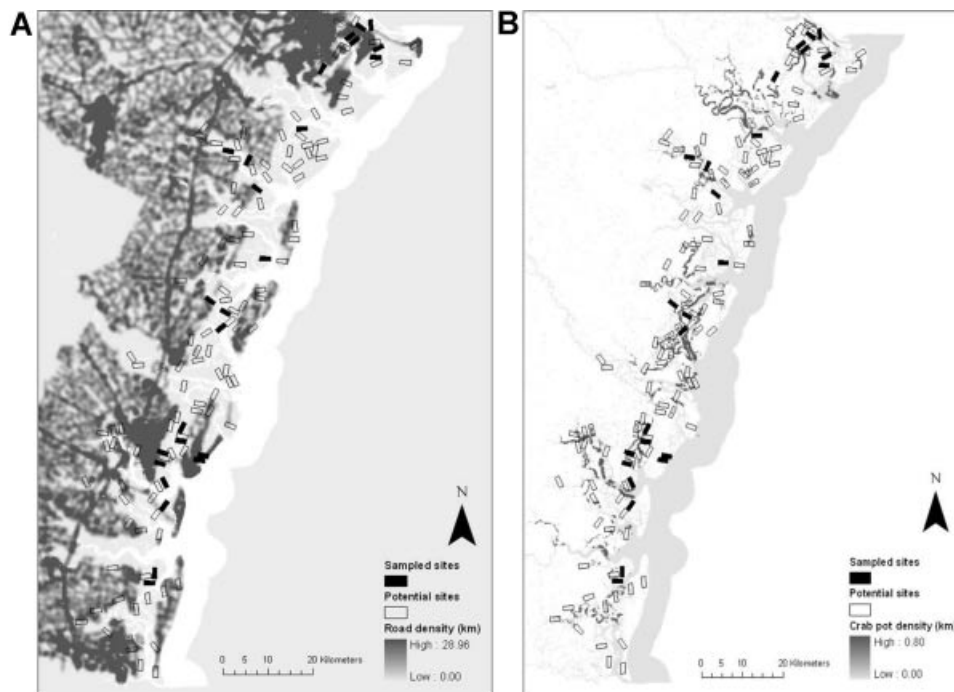 A
N
Sampled sites
Potential sites
Road density (km)
High : 28.96
Low : 0.00
0 5 10 20 Kilometers
B
N
Sampled sites
Potential sites
Crab pot density (km)
High : 0.80
Low : 0.00
0 5 10 20 Kilometers